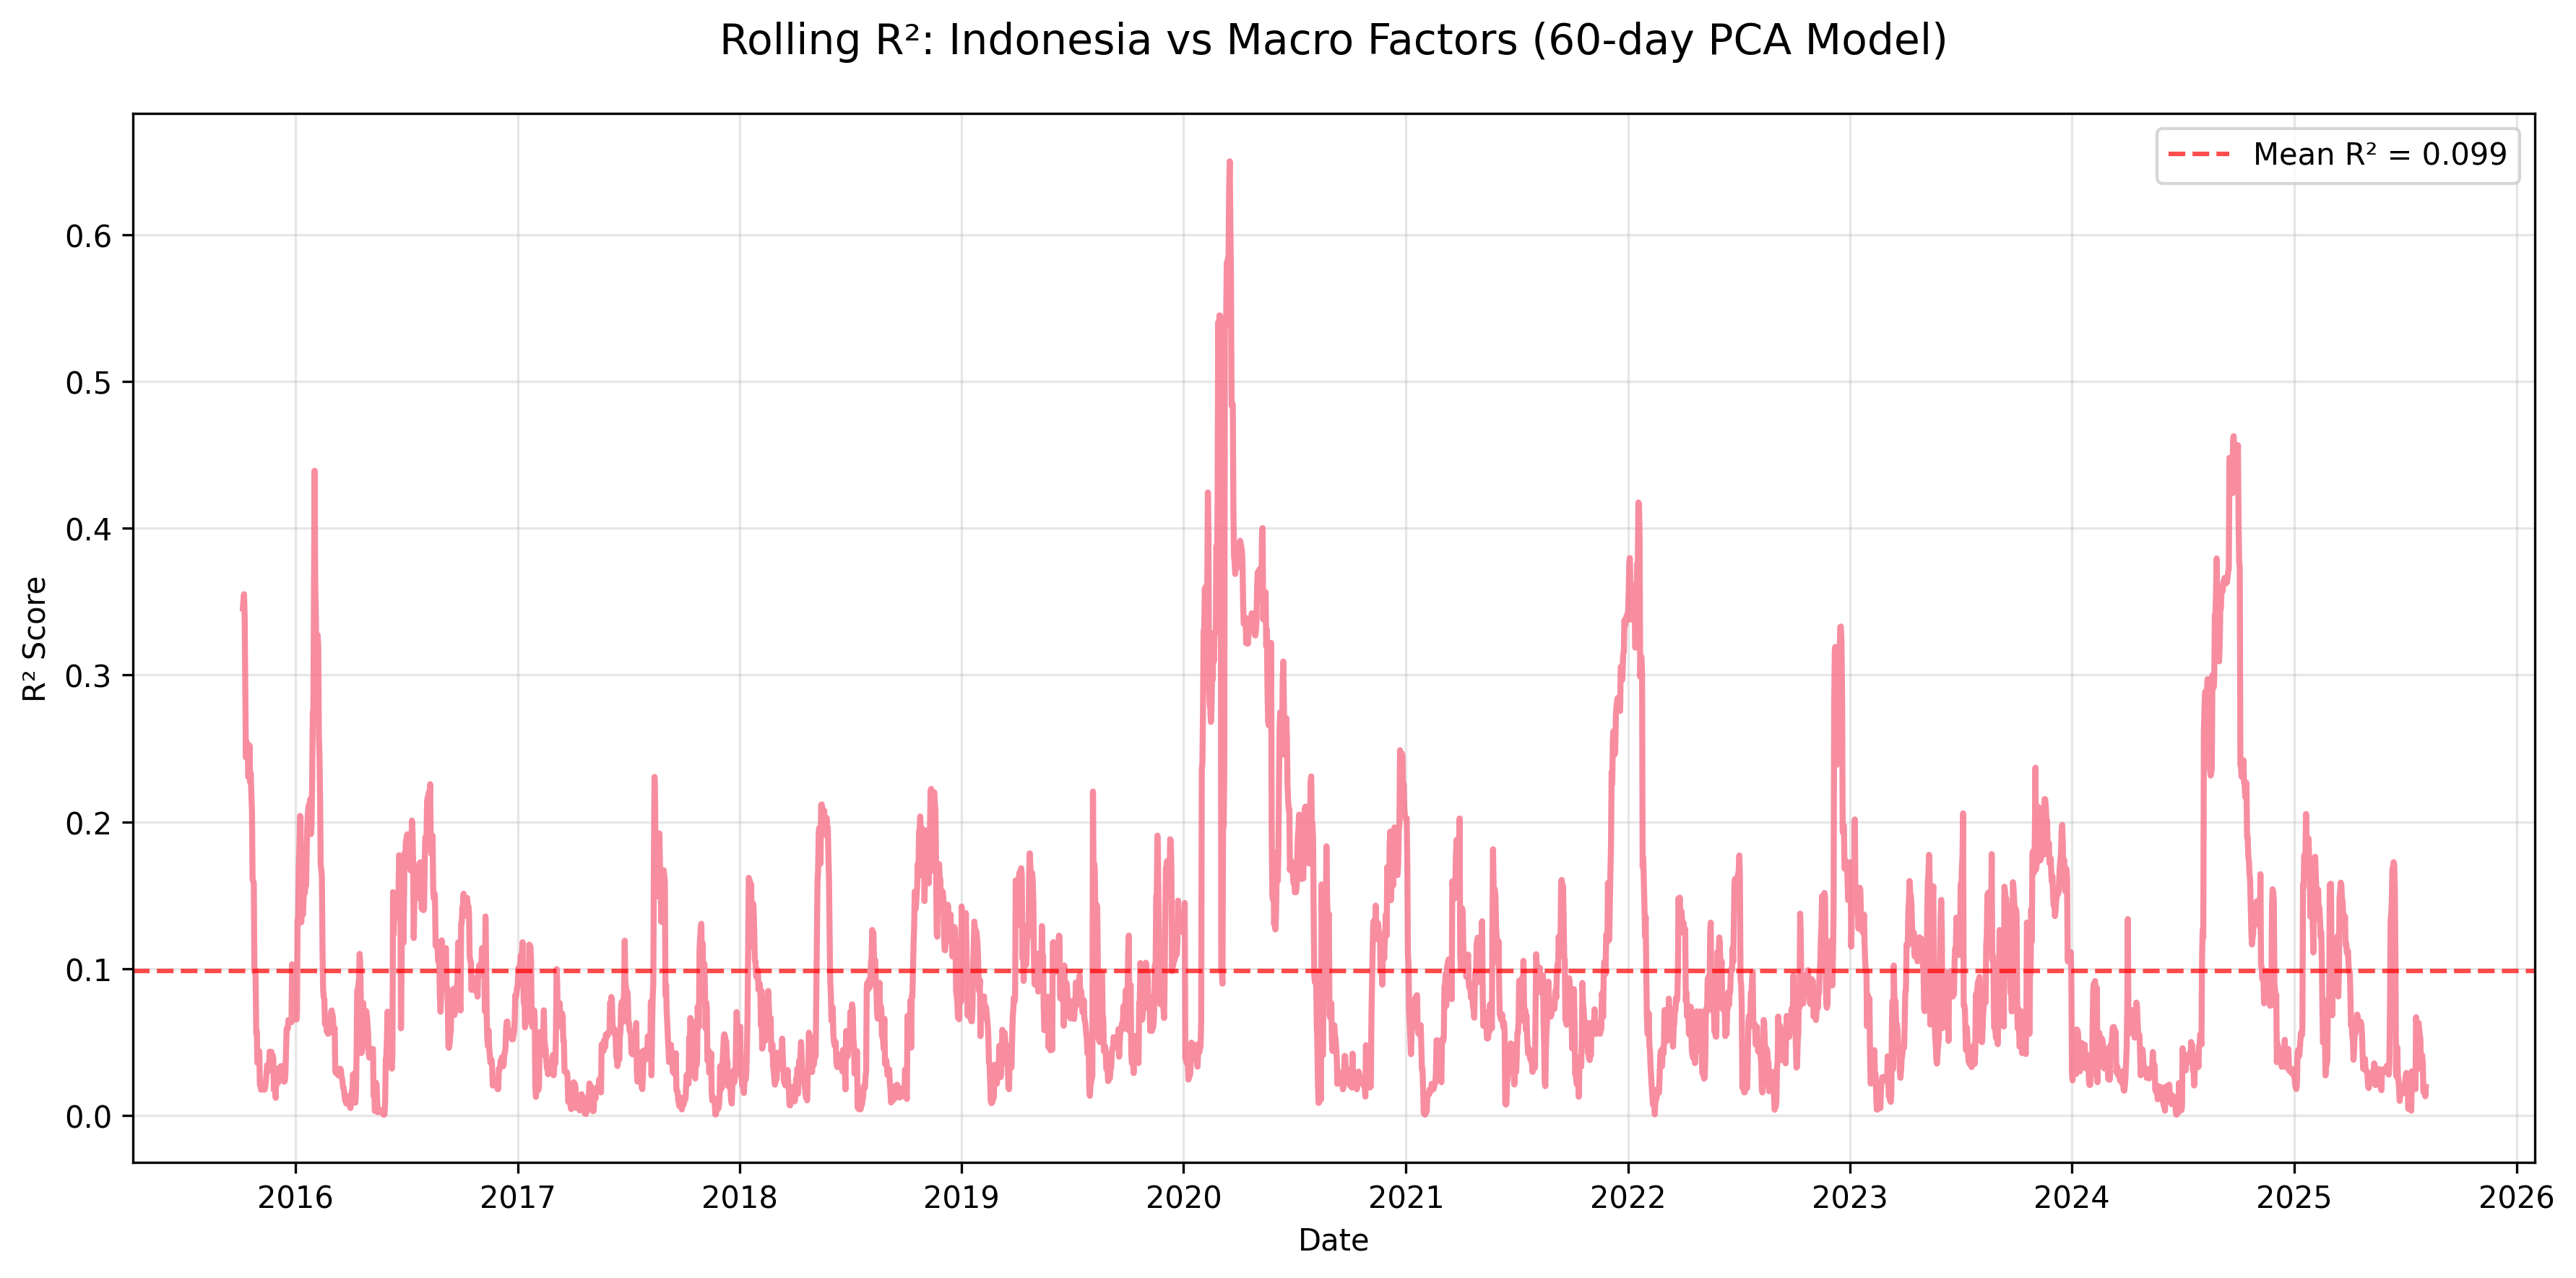 Rolling R²: Indonesia vs Macro Factors (60-day PCA Model)
Mean R² = 0.099
R² Score
0.6
0.5
0.4
0.3
0.2
0.1
0.0
2016 2017 2018 2019 2020 2021 2022 2023 2024 2025 2026
Date